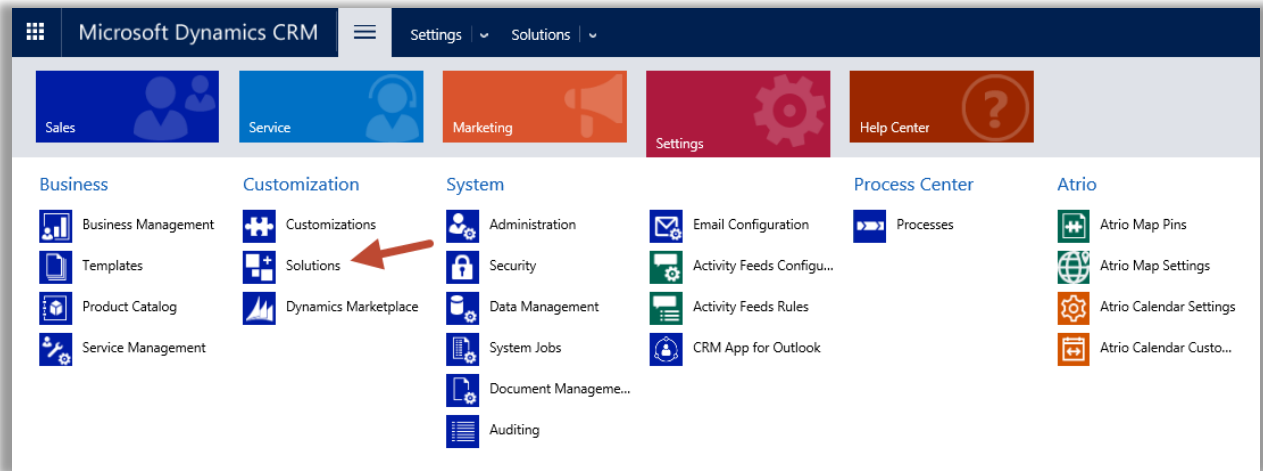 Microsoft Dynamics CRM
Settings
Solutions
Sales
Service
Marketing
Settings
Help Center
?
Business
Business Management
Templates
Product Catalog
Service Management
Customization
Customizations
Solutions
Dynamics Marketplace
System
Administration
Security
Data Management
System Jobs
Document Manageme...
Auditing
Email Configuration
Activity Feeds Configu...
Activity Feeds Rules
CRM App for Outlook
Process Center
Processes
Atrio
Atrio Map Pins
Atrio Map Settings
Atrio Calendar Settings
Atrio Calendar Custo...